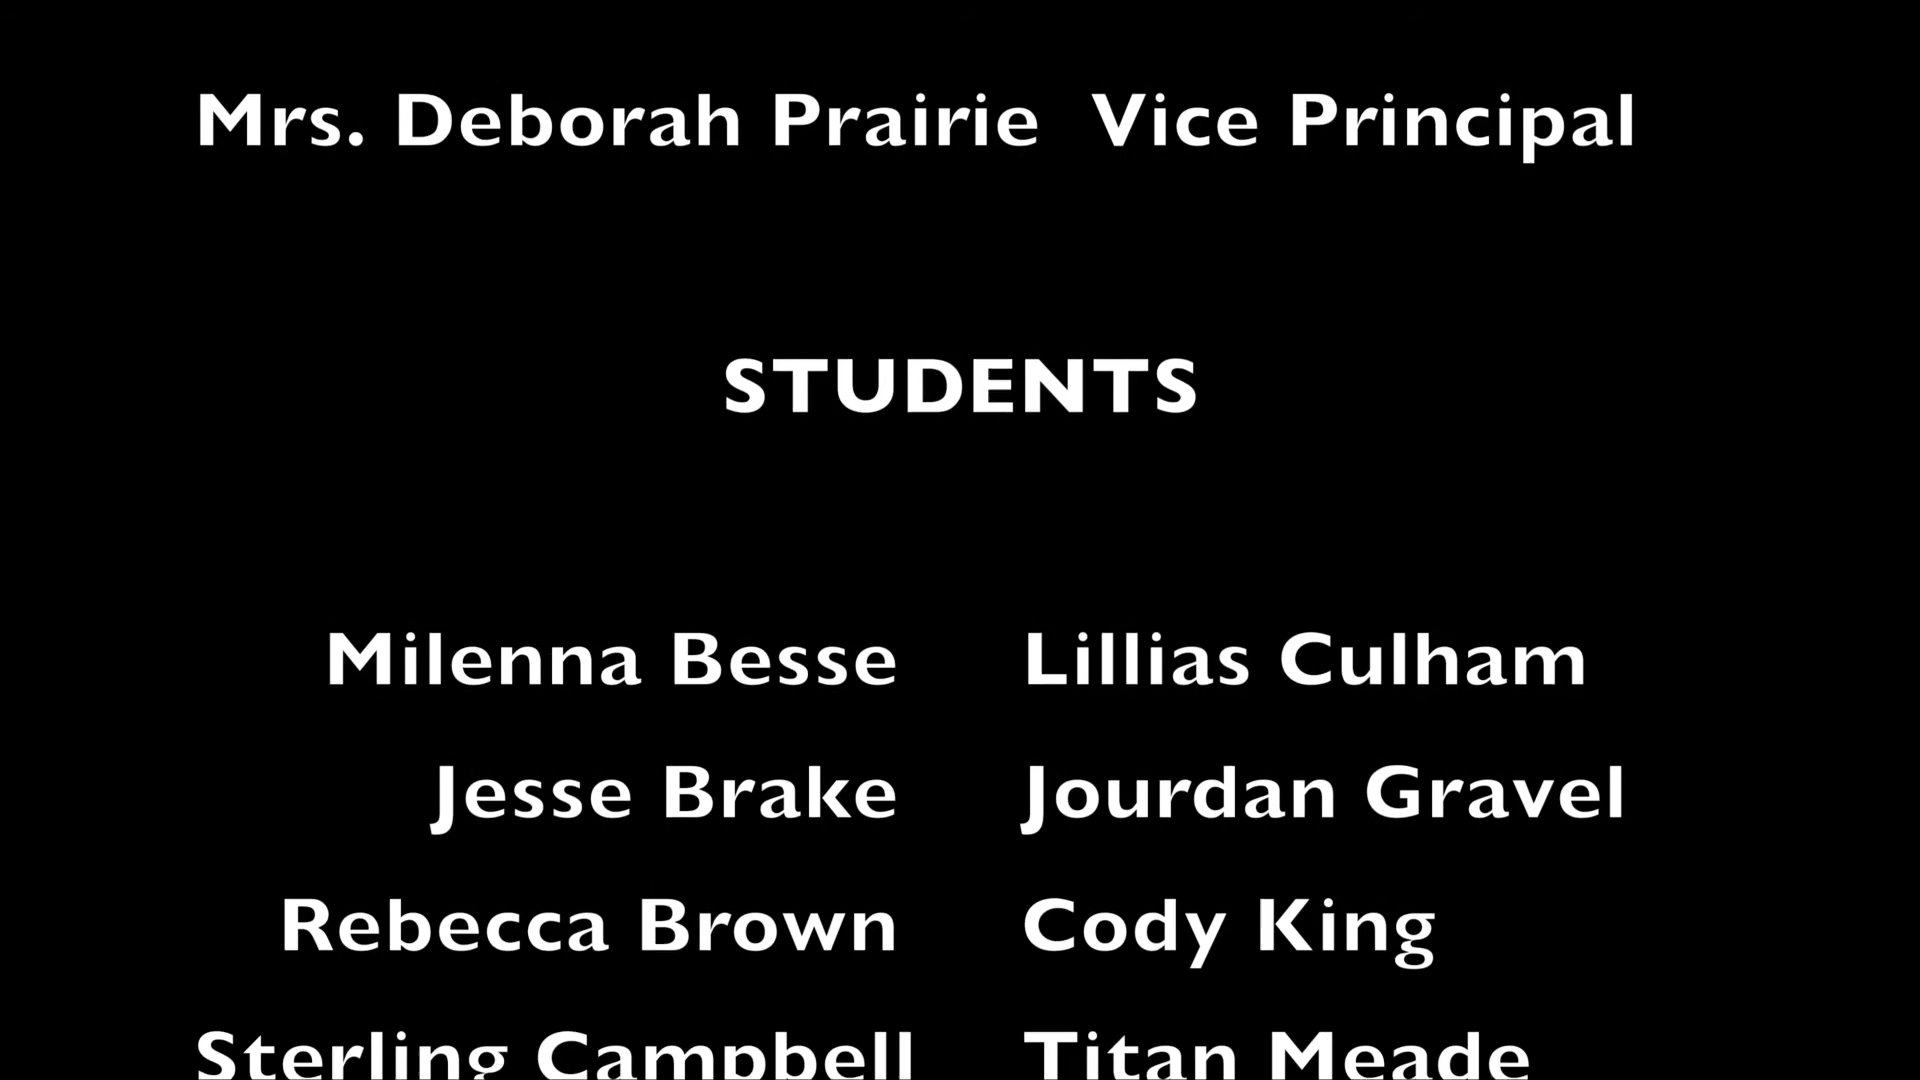 Mrs. Deborah Prairie Vice Principal
STUDENTS
Milenna Besse Lillias Culham
Jesse Brake Jourdan Gravel
Rebecca Brown Cody King
Sterling Campbell Titan Meade